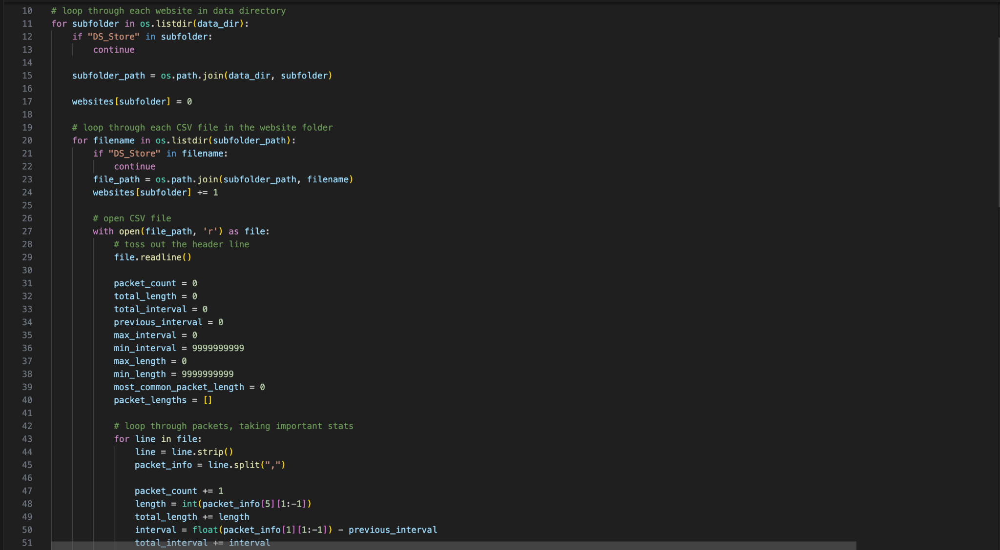 10 # loop through each website in data directory
11 for subfolder in os.listdir(data_dir):
12     if "DS_Store" in subfolder:
13         continue
14
15     subfolder_path = os.path.join(data_dir, subfolder)
16
17     websites[subfolder] = 0
18
19     # loop through each CSV file in the website folder
20     for filename in os.listdir(subfolder_path):
21         if "DS_Store" in filename:
22             continue
23         file_path = os.path.join(subfolder_path, filename)
24         websites[subfolder] += 1
25
26         # open CSV file
27         with open(file_path, 'r') as file:
28             # toss out the header line
29             file.readline()
30
31             packet_count = 0
32             total_length = 0
33             total_interval = 0
34             previous_interval = 0
35             max_interval = 0
36             min_interval = 9999999999
37             max_length = 0
38             min_length = 9999999999
39             most_common_packet_length = 0
40             packet_lengths = []
41
42             # loop through packets, taking important stats
43             for line in file:
44                 line = line.strip()
45                 packet_info = line.split(",")
46
47                 packet_count += 1
48                 length = int(packet_info[5][1:-1])
49                 total_length += length
50                 interval = float(packet_info[1][1:-1]) - previous_interval
51                 total_interval += interval